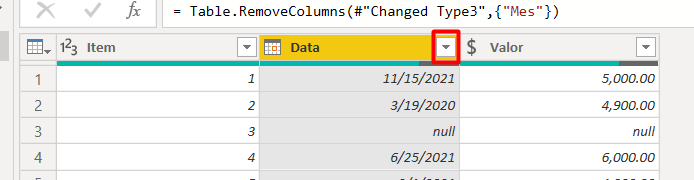 fx = Table.RemoveColumns(#"Changed Type3",{"Mes"})
1²3 Item Data $ Valor
1 1 11/15/2021 5,000.00
2 2 3/19/2020 4,900.00
3 3 null null
4 4 6/25/2021 6,000.00